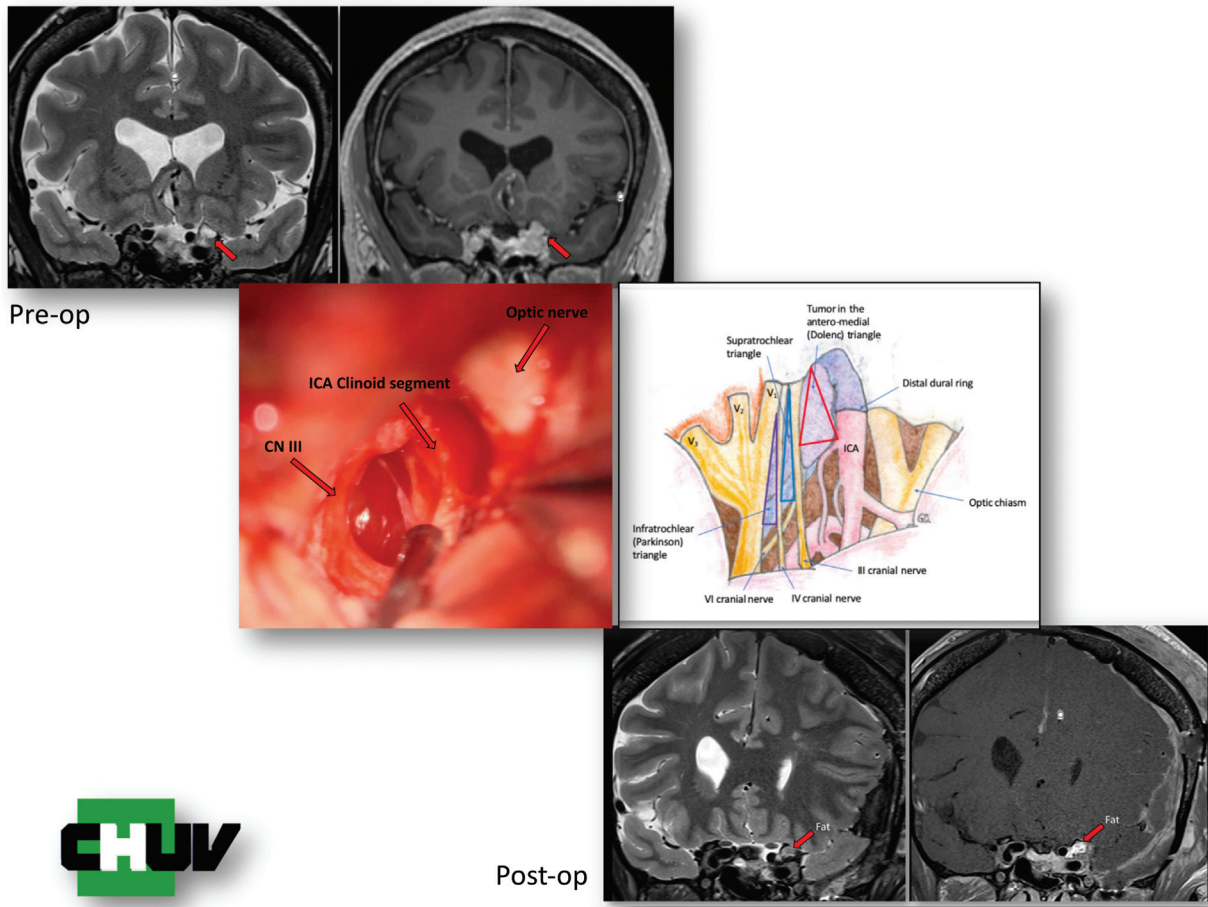 Pre-op
Optic nerve
ICA Clinoid segment
CN III
Tumor in the
antero-medial
(Dolenc) triangle
Supratrochlear
triangle
Distal dural ring
V1
V2
V3
ICA
Optic chiasm
Infratrochlear
(Parkinson)
triangle
III cranial nerve
VI cranial nerve
IV cranial nerve
Fat
Fat
Post-op
CHUV